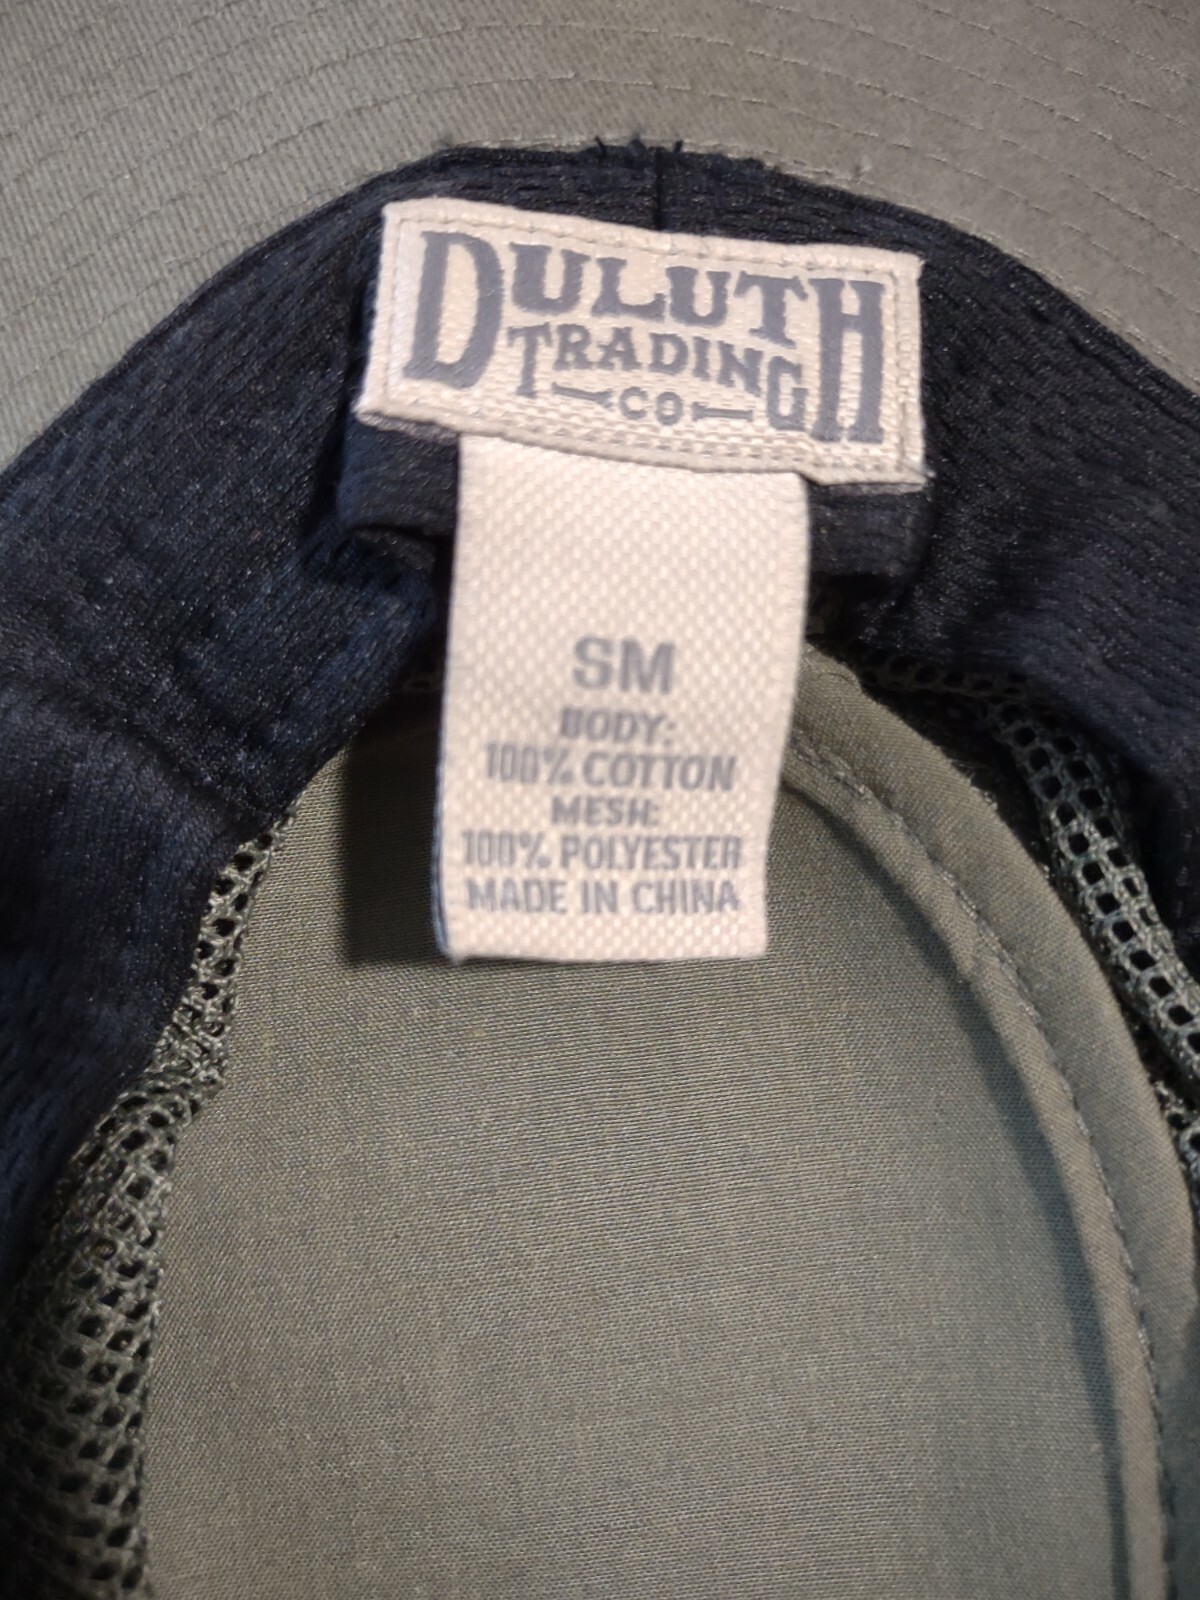 DULUTH
TRADING
CO
SM
BODY:
100% COTTON
MESH:
100% POLYESTER
MADE IN CHINA